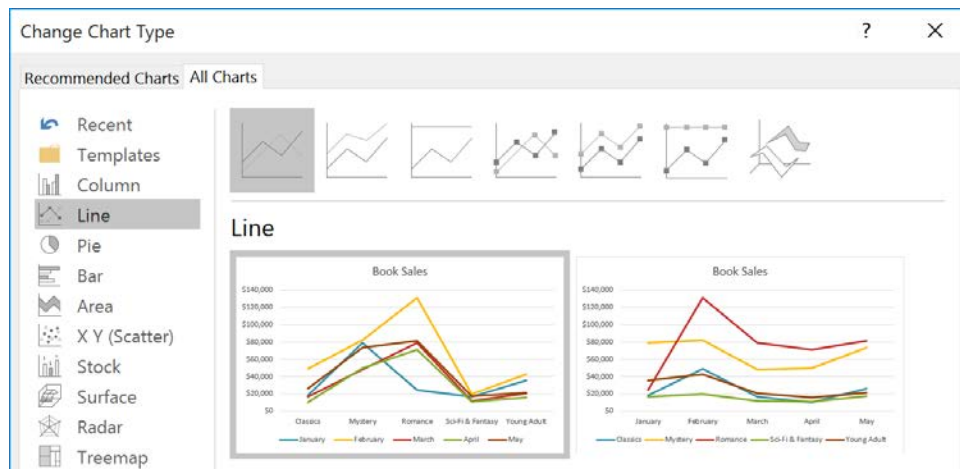 Change Chart Type
?
Recommended Charts
All Charts
Recent
Templates
Column
Line
Pie
Bar
Area
X Y (Scatter)
Stock
Surface
Radar
Treemap
Line
Book Sales
$140,000
$120,000
$100,000
$80,000
$60,000
$40,000
$20,000
$0
Classics Mystery Romance Sci-Fi & Fantasy Young Adult
January February March April May
Book Sales
$140,000
$120,000
$100,000
$80,000
$60,000
$40,000
$20,000
$0
January February March April May
Classics Mystery Romance Sci-Fi & Fantasy Young Adult